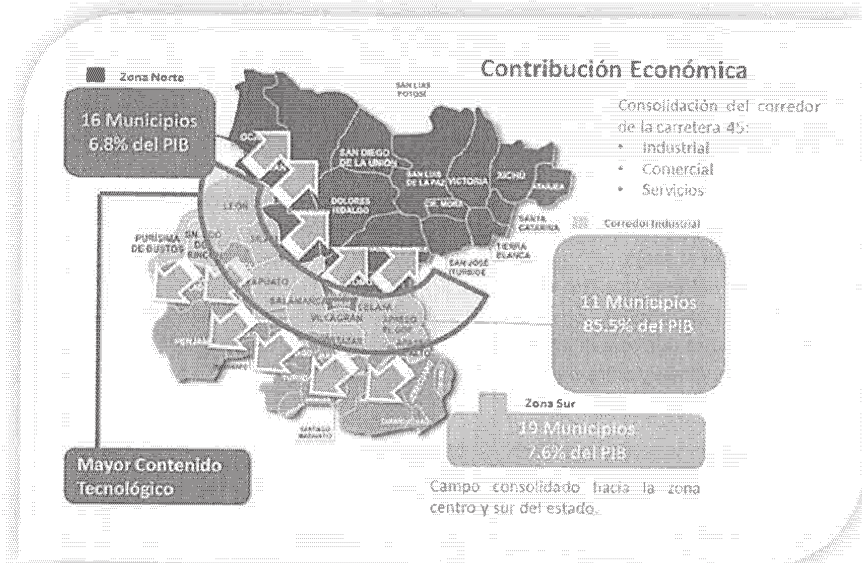 Contribución Económica
Zona Norte
16 Municipios
6.8% del PIB
SAN LUIS
POTOSÍ
Consolidación del corredor
de la carretera 45:
• Industrial
• Comercial
• Servicios
SAN DIEGO
DE LA UNIÓN
SAN LUIS
DE LA PAZ
VICTORIA
XICHÚ
ATARJEA
DOLORES
HIDALGO
DR. MORA
SANTA
CATARINA
TIERRA
BLANCA
SAN JOSÉ
ITURBIDE
Corredor Industrial
11 Municipios
85.5% del PIB
LEÓN
PURÍSIMA
DE BUSTOS
SALAMANCA
CELAYA
VILLAGRÁN
APASEO
Zona Sur
19 Municipios
7.6% del PIB
Mayor Contenido
Tecnológico
Campo consolidado hacia la zona
centro y sur del estado.